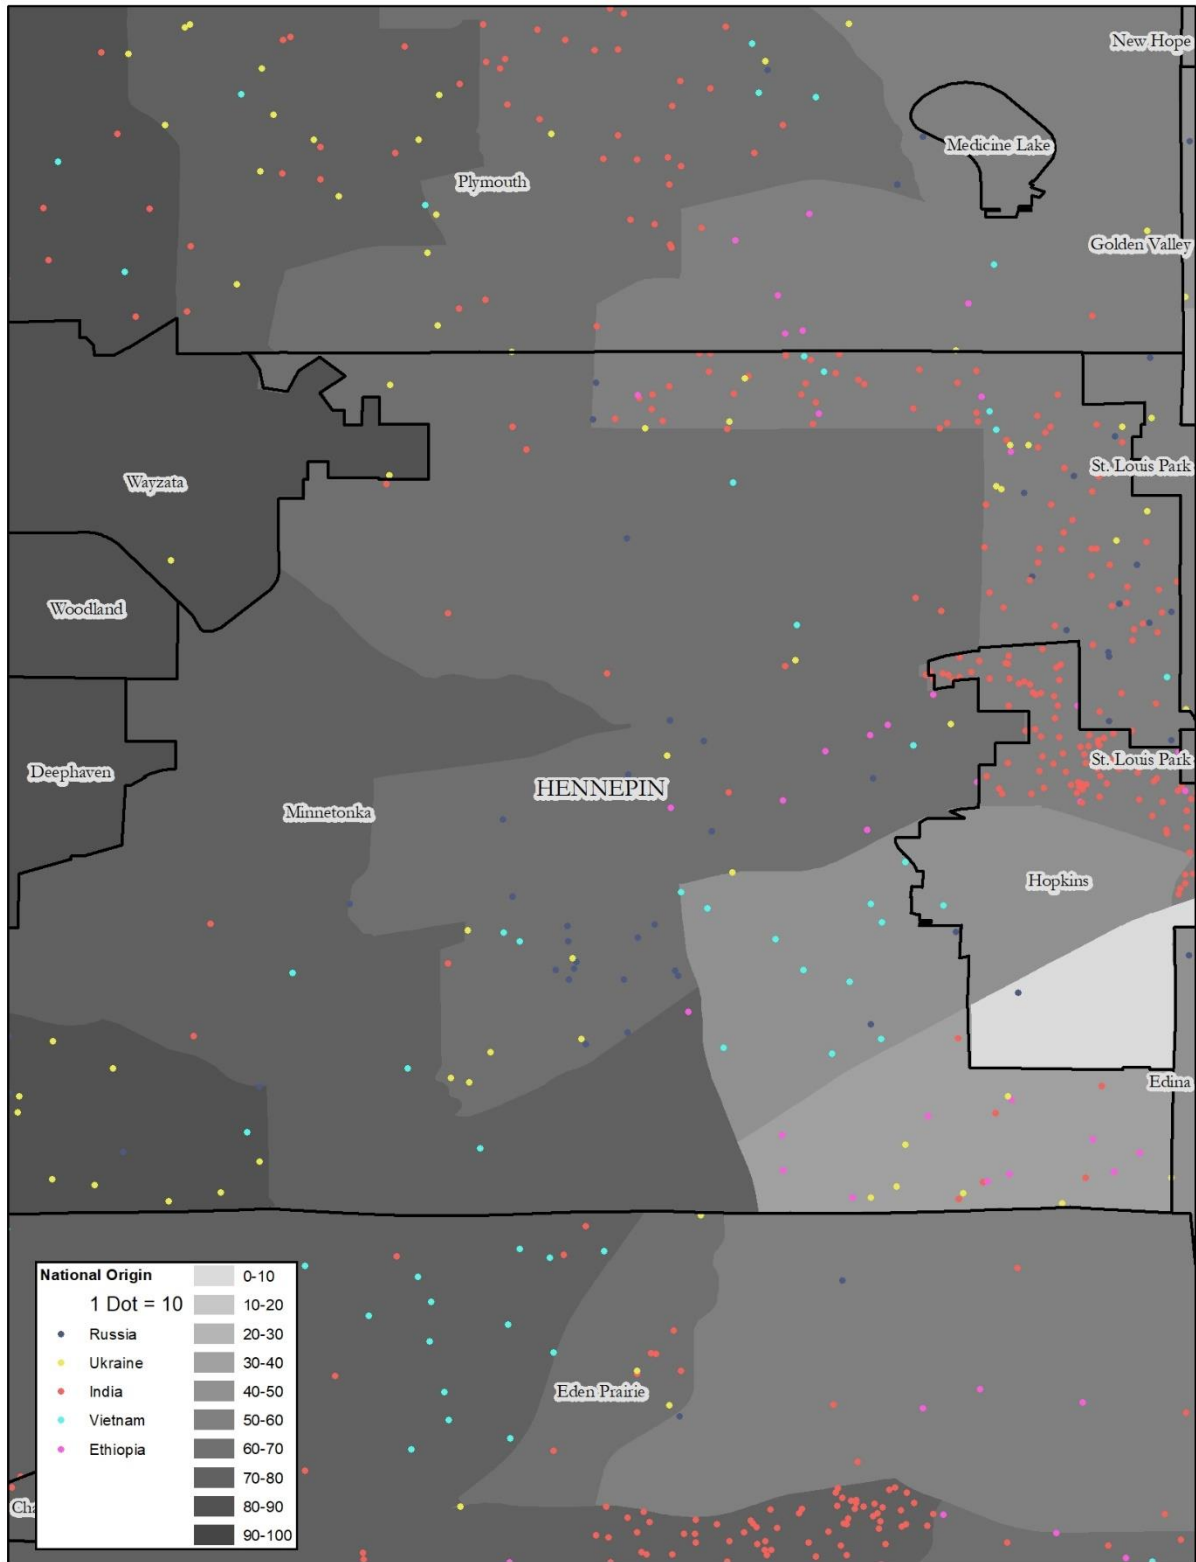 New Hope
Medicine Lake
Plymouth
Golden Valley
St. Louis Park
Wayzata
Woodland
St. Louis Park
Deephaven
HENNEPIN
Minnetonka
Hopkins
Edina
Eden Prairie
Cha
National Origin
1 Dot = 10
Russia
Ukraine
India
Vietnam
Ethiopia
0-10
10-20
20-30
30-40
40-50
50-60
60-70
70-80
80-90
90-100